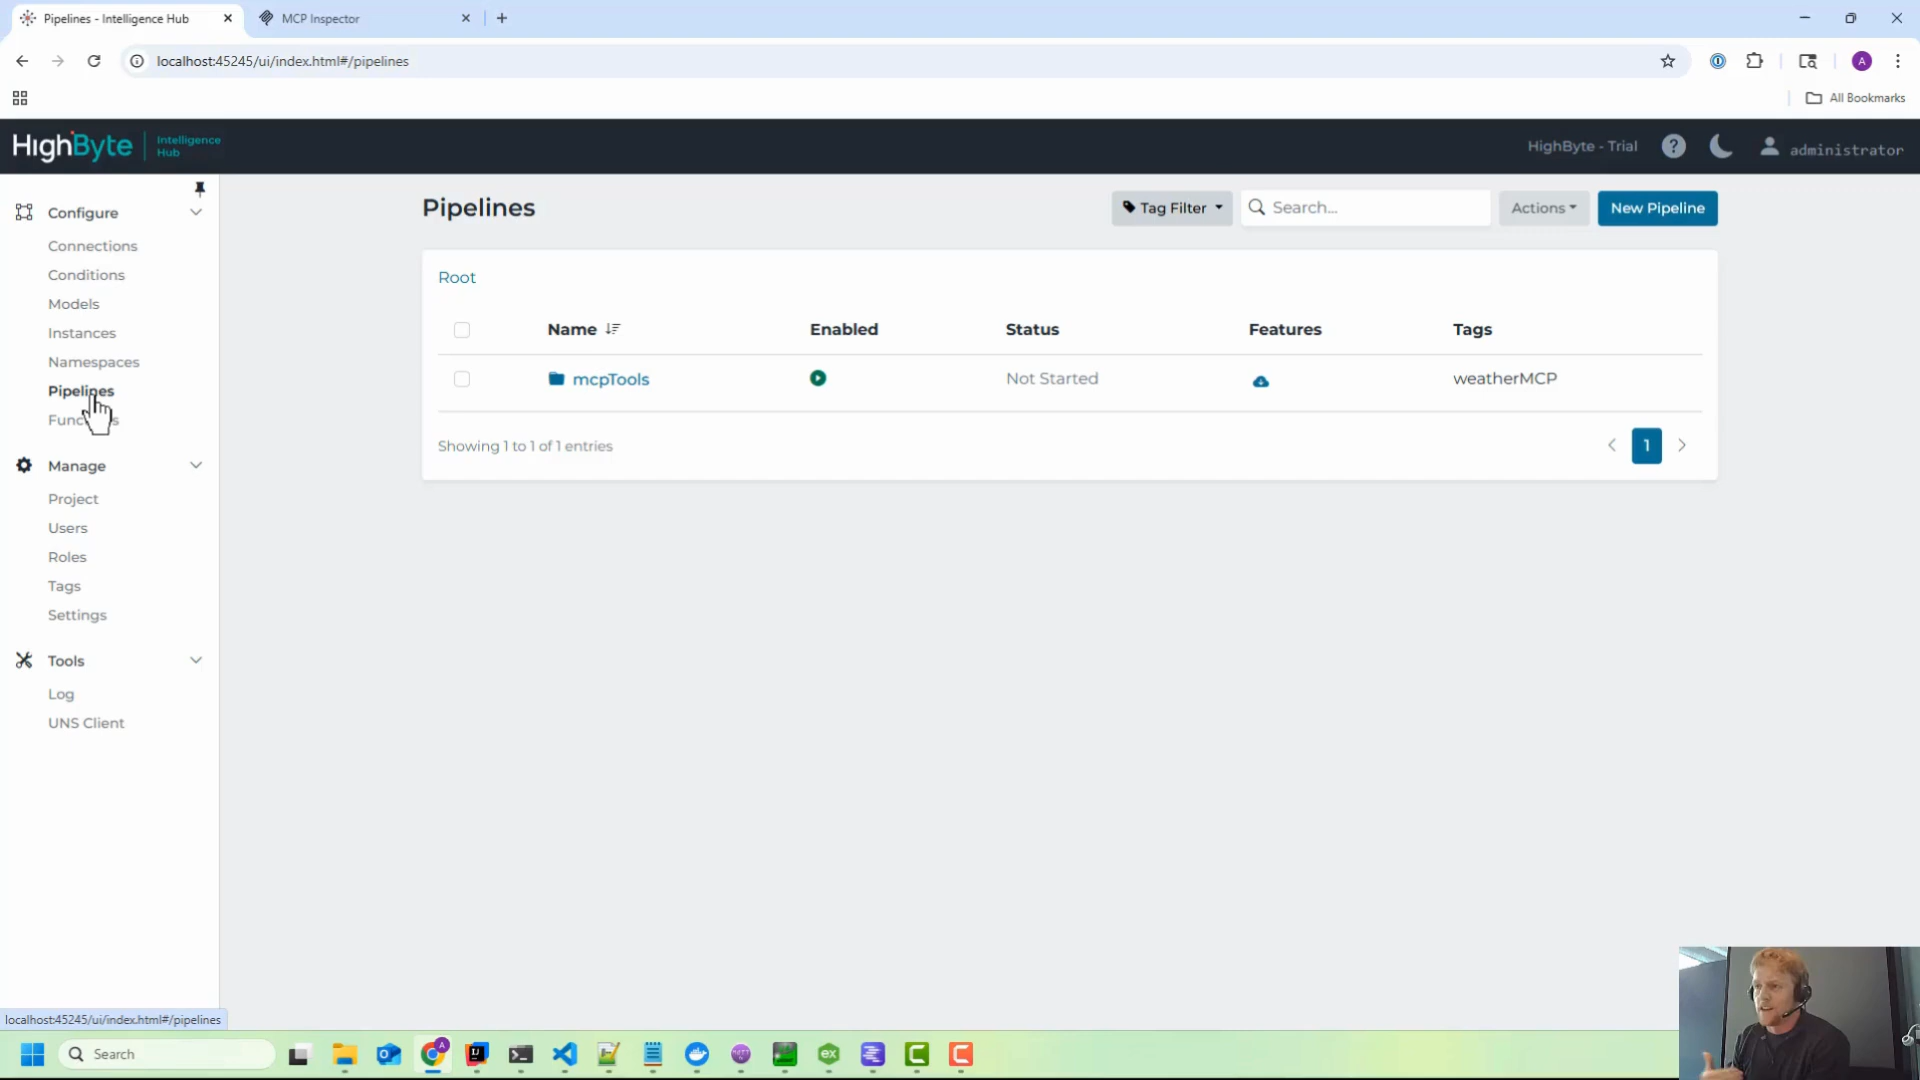 Pipelines - Intelligence Hub
MCP Inspector
localhost:45245/ui/index.html#/pipelines
A
All Bookmarks
HighByte
Intelligence
Hub
HighByte - Trial
?
administrator
Configure
Connections
Conditions
Models
Instances
Namespaces
Pipelines
Manage
Project
Users
Roles
Tags
Settings
Tools
Log
UNS Client
Pipelines
Tag Filter
Search...
Actions
New Pipeline
Root
Name
Enabled
Status
Features
Tags
mcpTools
Not Started
weatherMCP
Showing 1 to 1 of 1 entries
1
localhost:45245/ui/index.html#/pipelines
Search